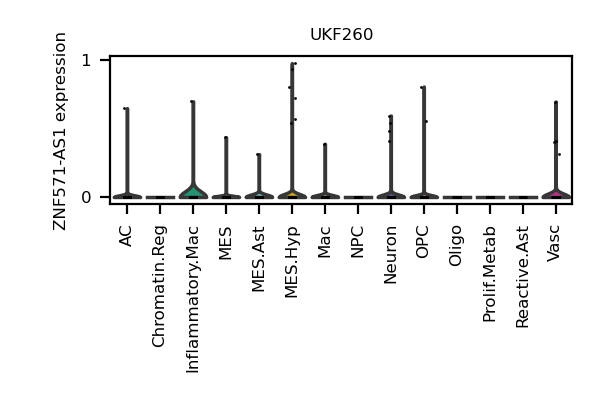 UKF260
ZNF571-AS1 expression
1
0
AC
Chromatin.Reg
Inflammatory.Mac
MES
MES.Ast
MES.Hyp
Mac
NPC
Neuron
OPC
Oligo
Prolif.Metab
Reactive.Ast
Vasc